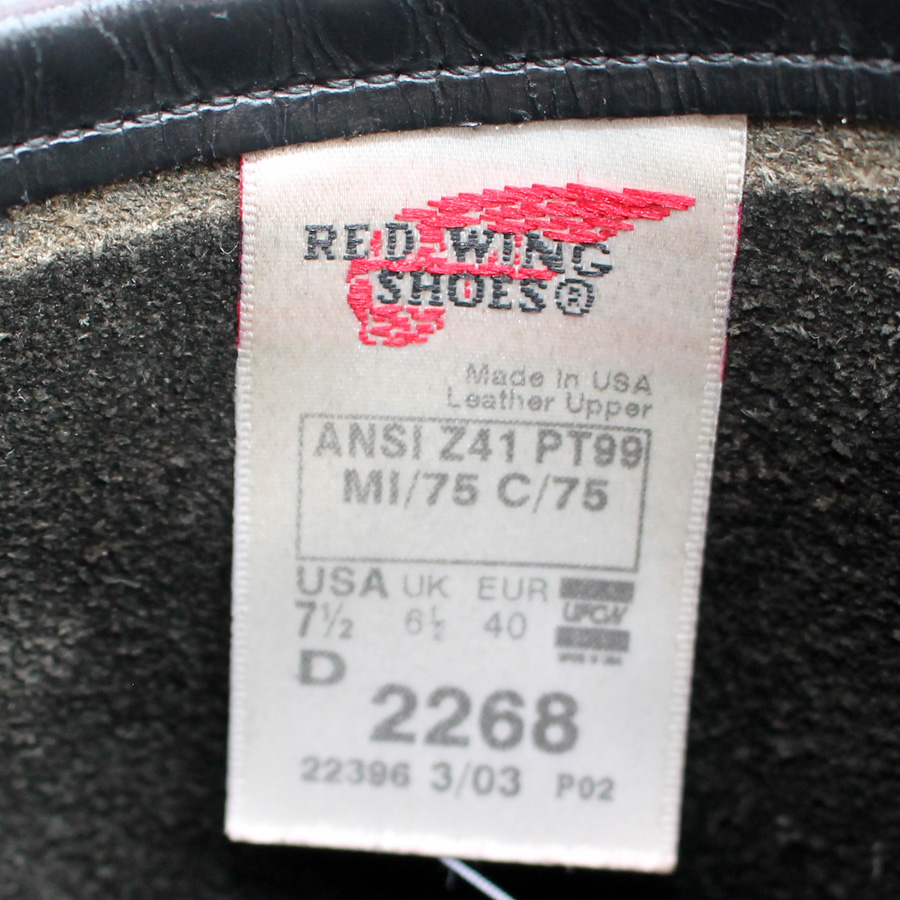 RED WING
SHOES®
Made In USA
Leather Upper
ANSI Z41 PT99
MI/75 C/75
USA UK EUR
7½ 6½ 40
UFCW
D
2268
22396 3/03 P02